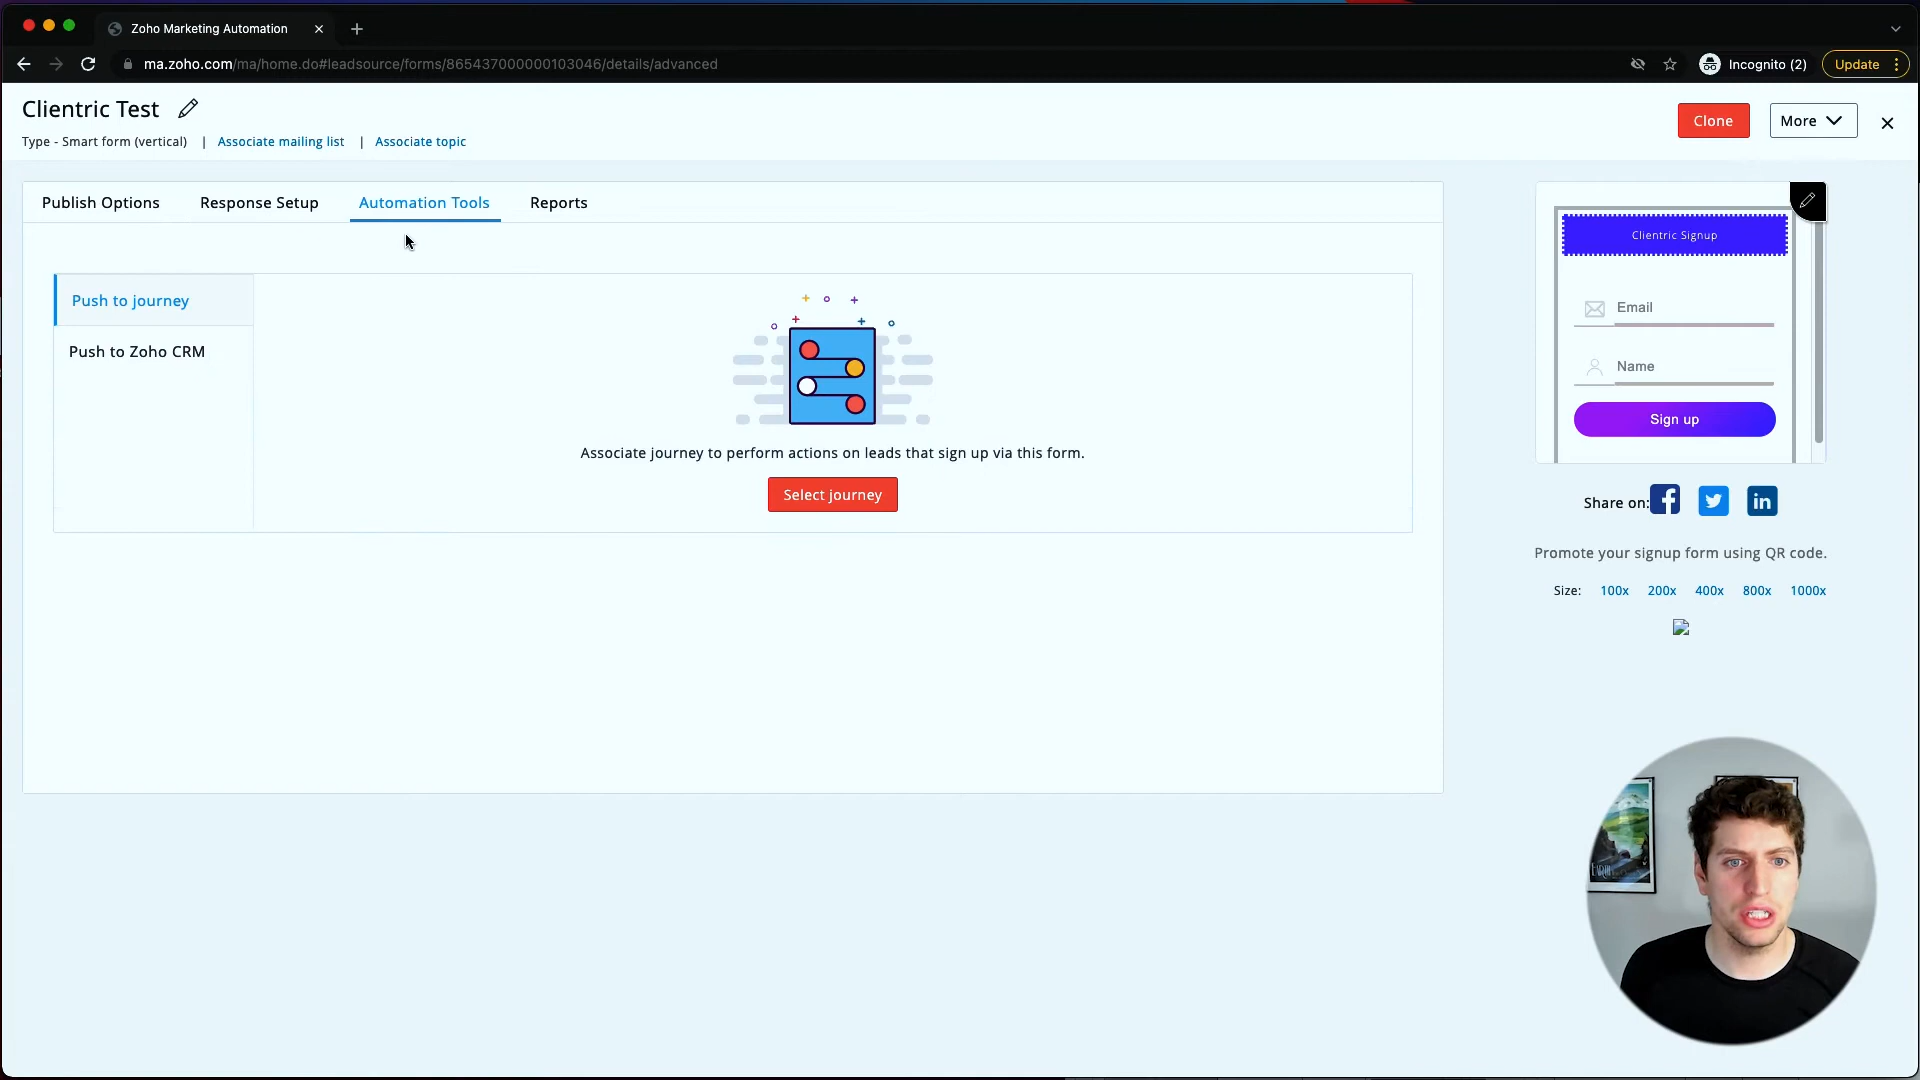 Zoho Marketing Automation
ma.zoho.com/ma/home.do#leadsource/forms/865437000000103046/details/advanced
Incognito (2)
Update
Clientric Test
Clone
More
Type - Smart form (vertical) | Associate mailing list | Associate topic
Publish Options
Response Setup
Automation Tools
Reports
Push to journey
Push to Zoho CRM
Associate journey to perform actions on leads that sign up via this form.
Select journey
Clientric Signup
Email
Name
Sign up
Share on:
Promote your signup form using QR code.
Size: 100x 200x 400x 800x 1000x